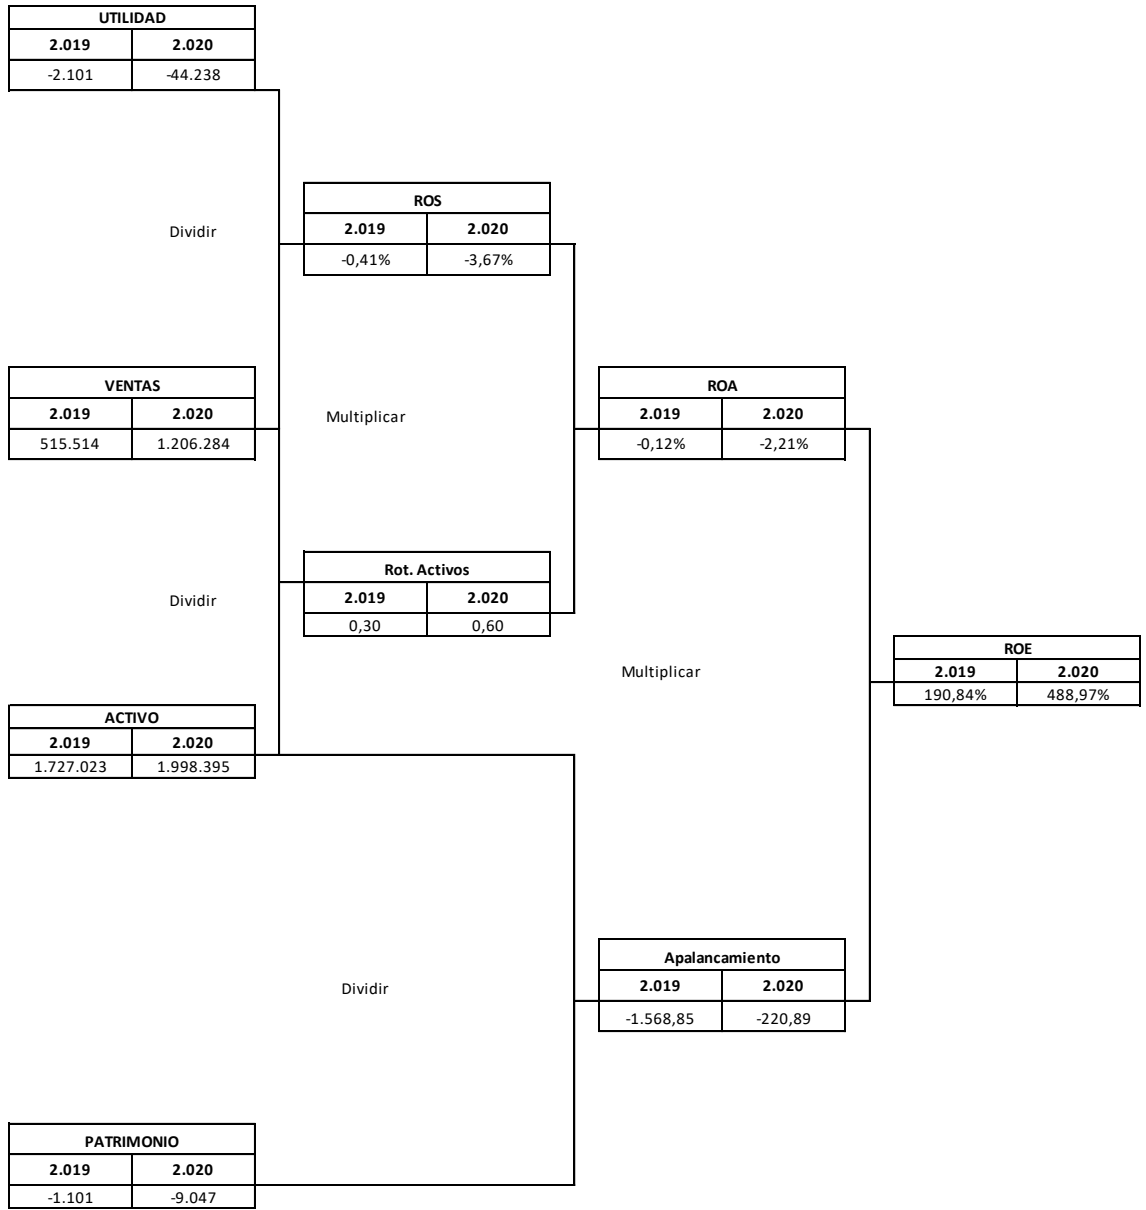 UTILIDAD
2.019 2.020
-2.101 -44.238
ROS
Dividir
2.019 2.020
-0,41% -3,67%
VENTAS
ROA
2.019 2.020
Multiplicar
2.019 2.020
515.514 1.206.284
-0,12% -2,21%
Rot. Activos
Dividir
2.019 2.020
0,30 0,60
ROE
Multiplicar
2.019 2.020
190,84% 488,97%
ACTIVO
2.019 2.020
1.727.023 1.998.395
Apalancamiento
Dividir
2.019 2.020
-1.568,85 -220,89
PATRIMONIO
2.019 2.020
-1.101 -9.047